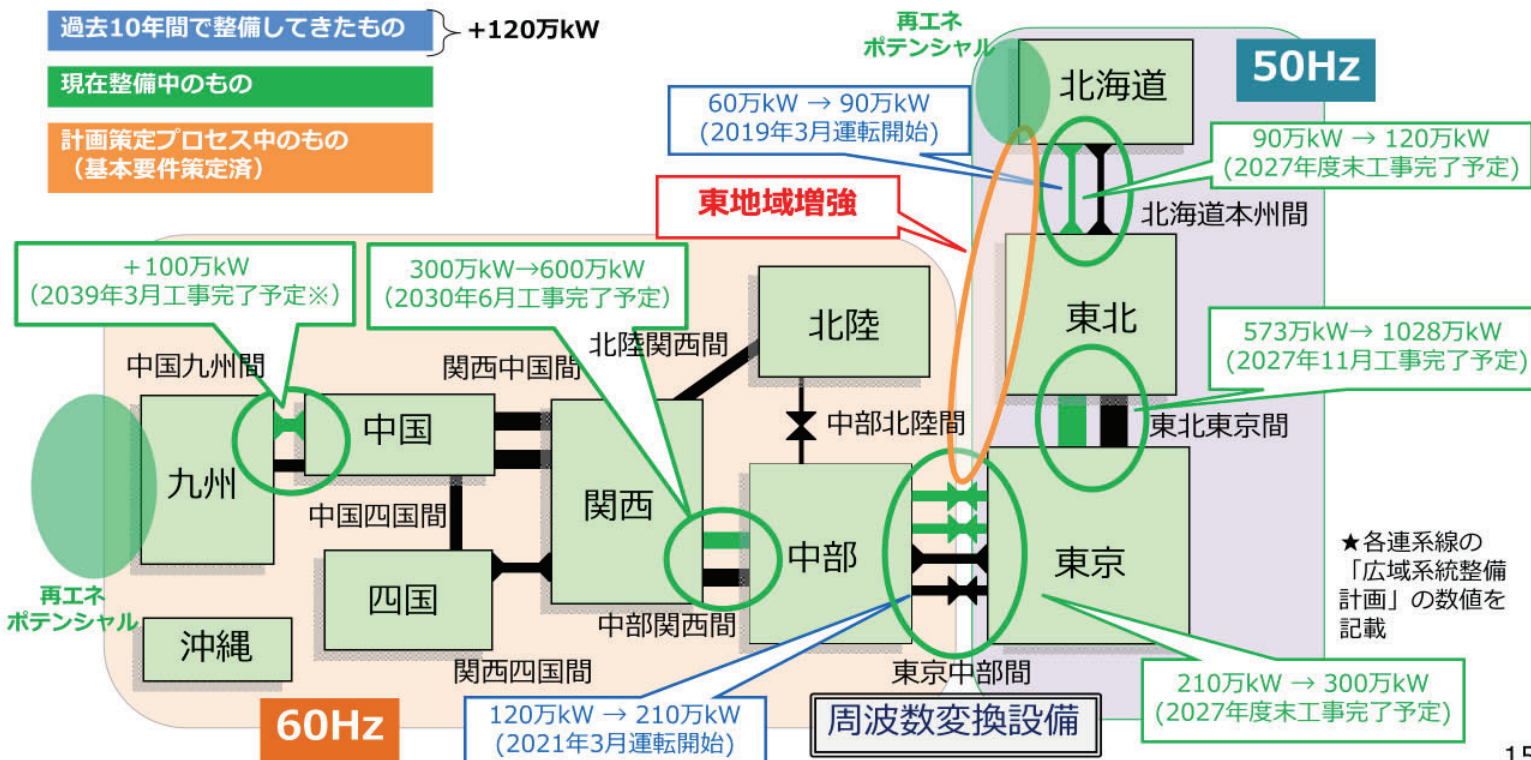 過去10年間で整備してきたもの
+120万kW
現在整備中のもの
計画策定プロセス中のもの
(基本要件策定済)
再エネ
ポテンシャル
北海道
50Hz
60万kW → 90万kW
(2019年3月運転開始)
90万kW → 120万kW
(2027年度末工事完了予定)
東地域増強
北海道本州間
+100万kW
(2039年3月工事完了予定※)
300万kW→600万kW
(2030年6月工事完了予定)
北陸
東北
573万kW→ 1028万kW
(2027年11月工事完了予定)
中国九州間
関西中国間
北陸関西間
中国
中部北陸間
東北東京間
九州
関西
中国四国間
中部
東京
四国
★各連系線の
「広域系統整備
計画」の数値を
記載
再エネ
ポテンシャル
沖縄
中部関西間
関西四国間
東京中部間
60Hz
120万kW → 210万kW
(2021年3月運転開始)
周波数変換設備
210万kW → 300万kW
(2027年度末工事完了予定)
15